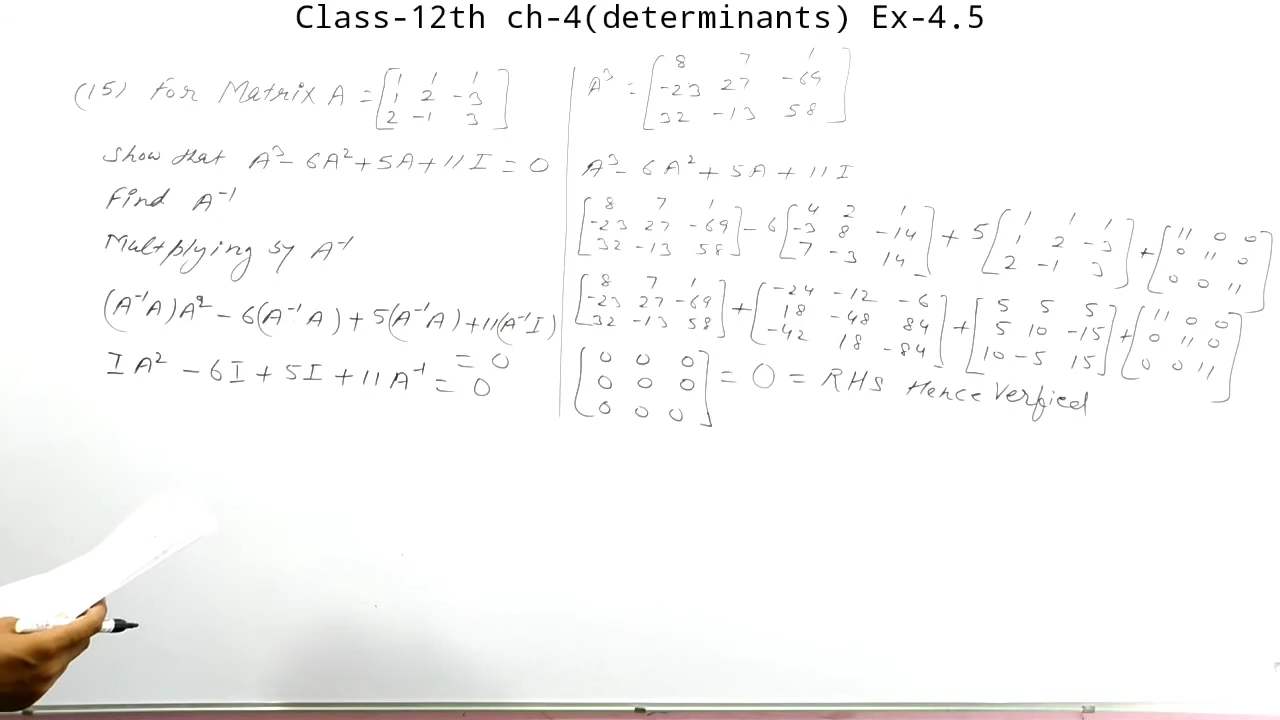 Class-12th ch-4(determinants) Ex-4.5
(15) For Matrix A = [1 1 1
1 2 -3
2 -1 3]
Show that A³- 6A²+5A+11I = 0
Find A⁻¹
Multplying by A⁻¹
(A⁻¹A)A² - 6(A⁻¹A)+5(A⁻¹A)+11(A⁻¹I)
= 0
IA² - 6I + 5I + 11A⁻¹ = 0
A³ = [8 7 1
-23 27 -69
32 -13 58]
A³- 6A²+ 5A + 11I
[8 7 1 4 2 1 1 1 1 11 0 0
-23 27 -69] - 6 [-3 8 -14] + 5 [1 2 -3] + [0 11 0
32 -13 58 7 -3 14 2 -1 3 0 0 11]
[8 7 1 -24 -12 -6 5 5 5 11 0 0
-23 27 -69] + [18 -48 84] + [5 10 -15] + [0 11 0
32 -13 58 -42 18 -84 10 -5 15 0 0 11]
[0 0 0
0 0 0] = 0 = RHS Hence Verfied
0 0 0